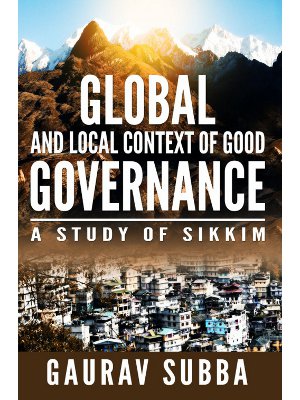 GLOBAL
AND LOCAL CONTEXT OF GOOD
GOVERNANCE
A STUDY OF SIKKIM
GAURAV SUBBA